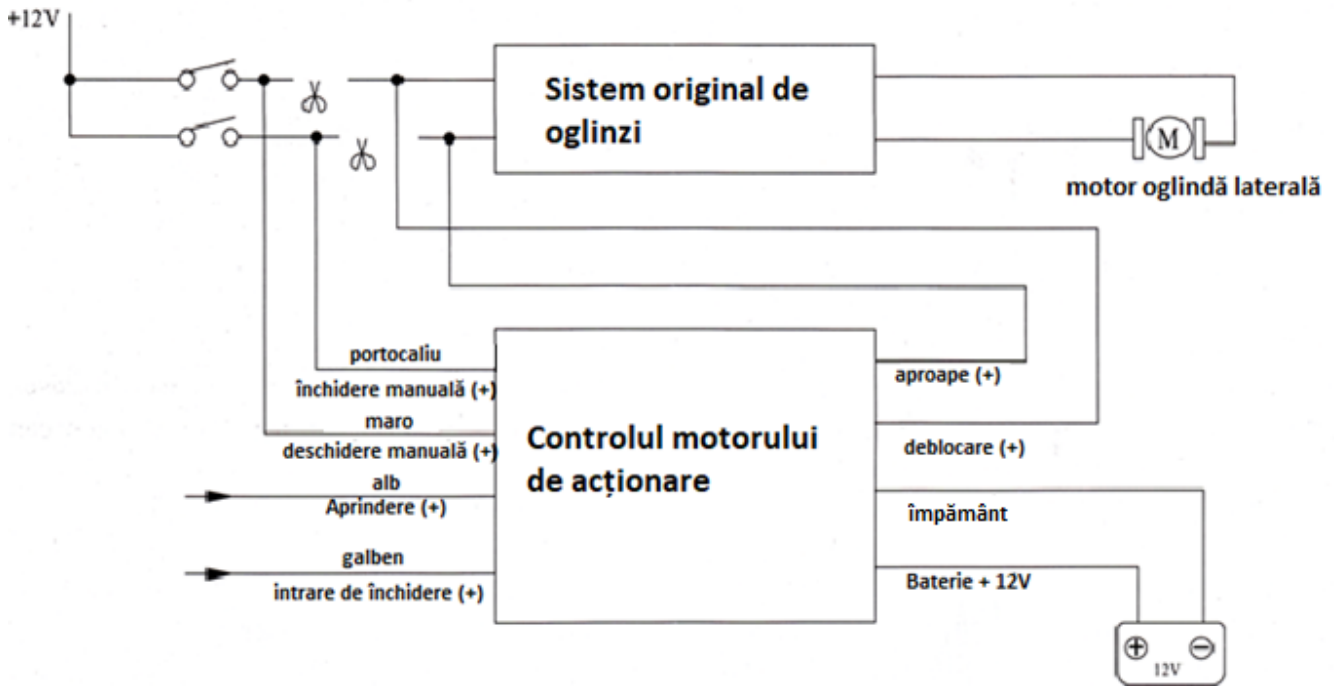 +12V
Sistem original de
oglinzi
M
motor oglindă laterală
portocaliu
închidere manuală (+)
maro
deschidere manuală (+)
alb
Aprindere (+)
galben
intrare de închidere (+)
Controlul motorului
de acționare
aproape (+)
deblocare (+)
împământ
Baterie + 12V
+ −
12V